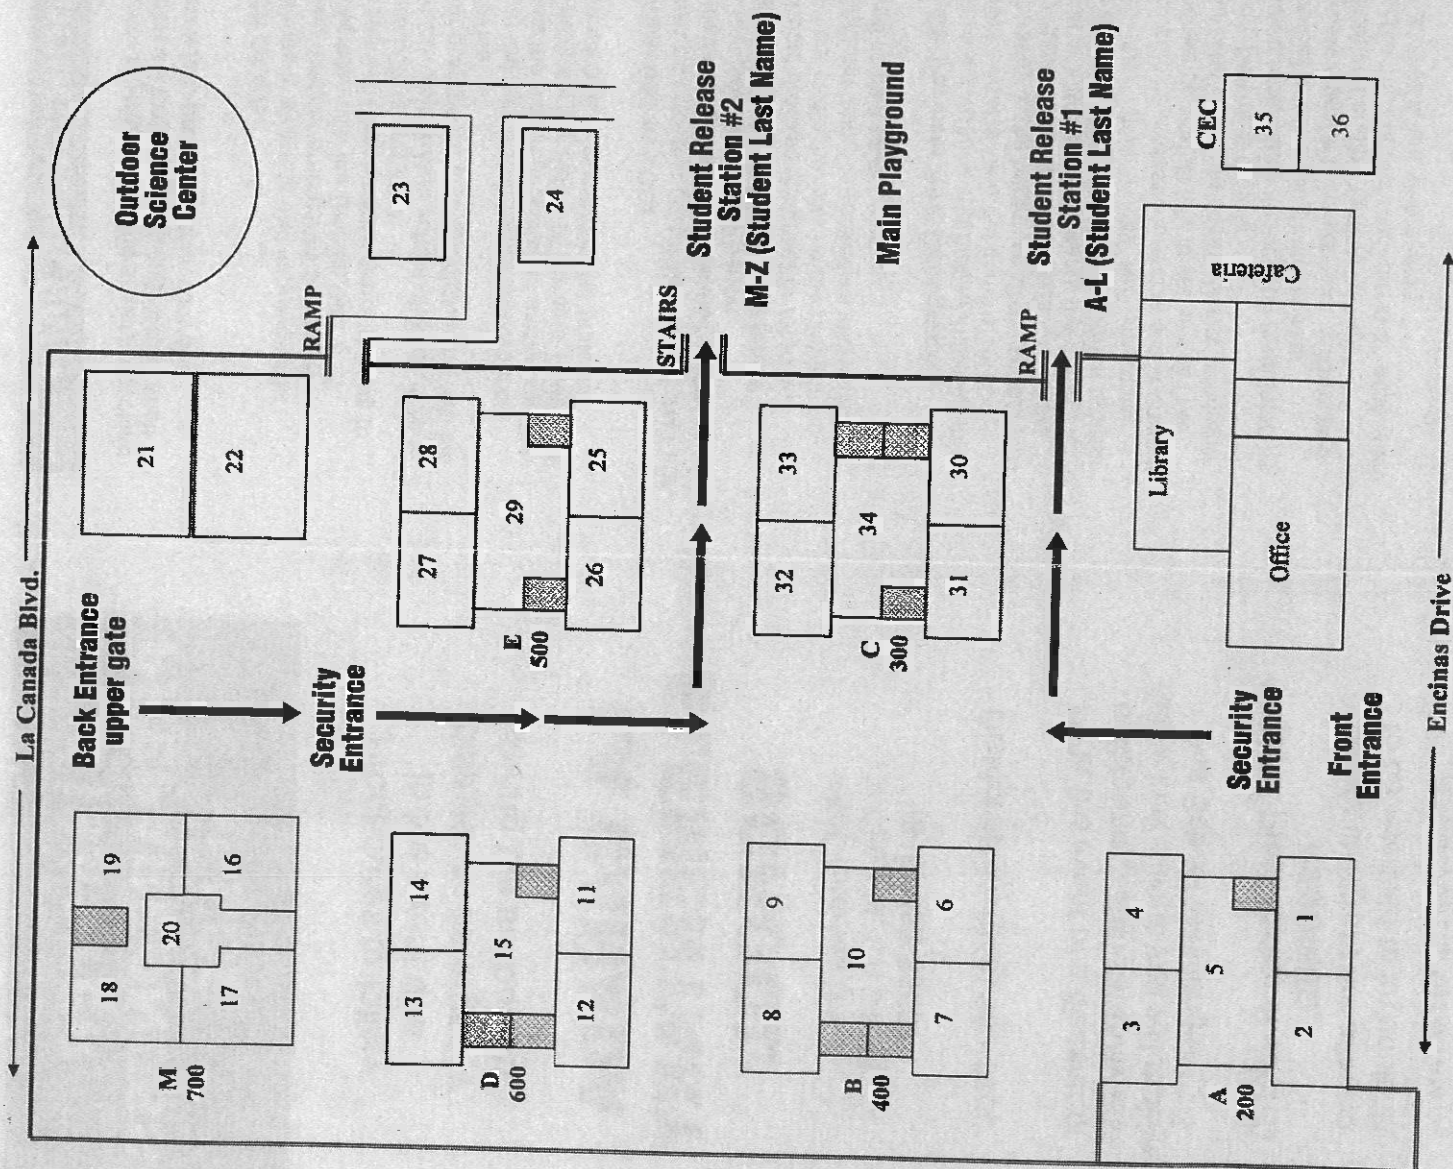 La Canada Blvd.
Outdoor
Science
Center
Back Entrance
upper gate
21
22
RAMP
23
24
19
18
20
16
17
M
700
Security
Entrance
28
27
29
25
26
E
500
14
13
15
11
12
D
600
STAIRS
Student Release
Station #2
M-Z (Student Last Name)
Main Playground
33
32
34
30
31
C
300
9
8
10
6
7
B
400
RAMP
Student Release
Station #1
A-L (Student Last Name)
CEC
35
36
Library
Cafeteria
Office
4
3
5
1
2
A
200
Security
Entrance
Front
Entrance
Encinas Drive